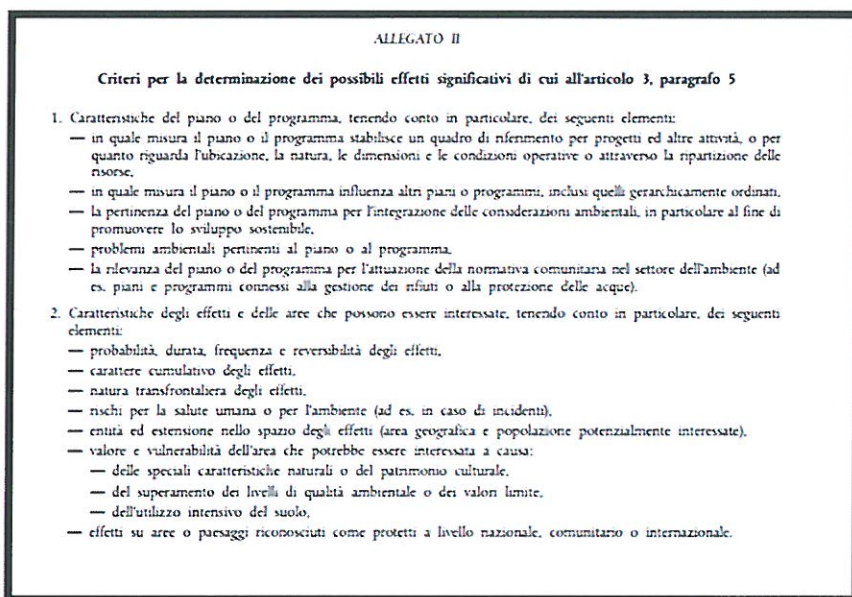 ALLEGATO II
Criteri per la determinazione dei possibili effetti significativi di cui all'articolo 3, paragrafo 5
1. Caratteristiche del piano o del programma, tenendo conto in particolare, dei seguenti elementi:
— in quale misura il piano o il programma stabilisce un quadro di riferimento per progetti ed altre attività, o per
quanto riguarda l'ubicazione, la natura, le dimensioni e le condizioni operative o attraverso la ripartizione delle
risorse,
— in quale misura il piano o il programma influenza altri piani o programmi, inclusi quelli gerarchicamente ordinati,
— la pertinenza del piano o del programma per l'integrazione delle considerazioni ambientali, in particolare al fine di
promuovere lo sviluppo sostenibile,
— problemi ambientali pertinenti al piano o al programma,
— la rilevanza del piano o del programma per l'attuazione della normativa comunitaria nel settore dell'ambiente (ad
es. piani e programmi connessi alla gestione dei rifiuti o alla protezione delle acque).
2. Caratteristiche degli effetti e delle aree che possono essere interessate, tenendo conto in particolare, dei seguenti
elementi:
— probabilità, durata, frequenza e reversibilità degli effetti,
— carattere cumulativo degli effetti,
— natura transfrontaliera degli effetti,
— rischi per la salute umana o per l'ambiente (ad es. in caso di incidenti),
— entità ed estensione nello spazio degli effetti (area geografica e popolazione potenzialmente interessate),
— valore e vulnerabilità dell'area che potrebbe essere interessata a causa:
— delle speciali caratteristiche naturali o del patrimonio culturale,
— del superamento dei livelli di qualità ambientale o dei valori limite,
— dell'utilizzo intensivo del suolo,
— effetti su aree o paesaggi riconosciuti come protetti a livello nazionale, comunitario o internazionale.